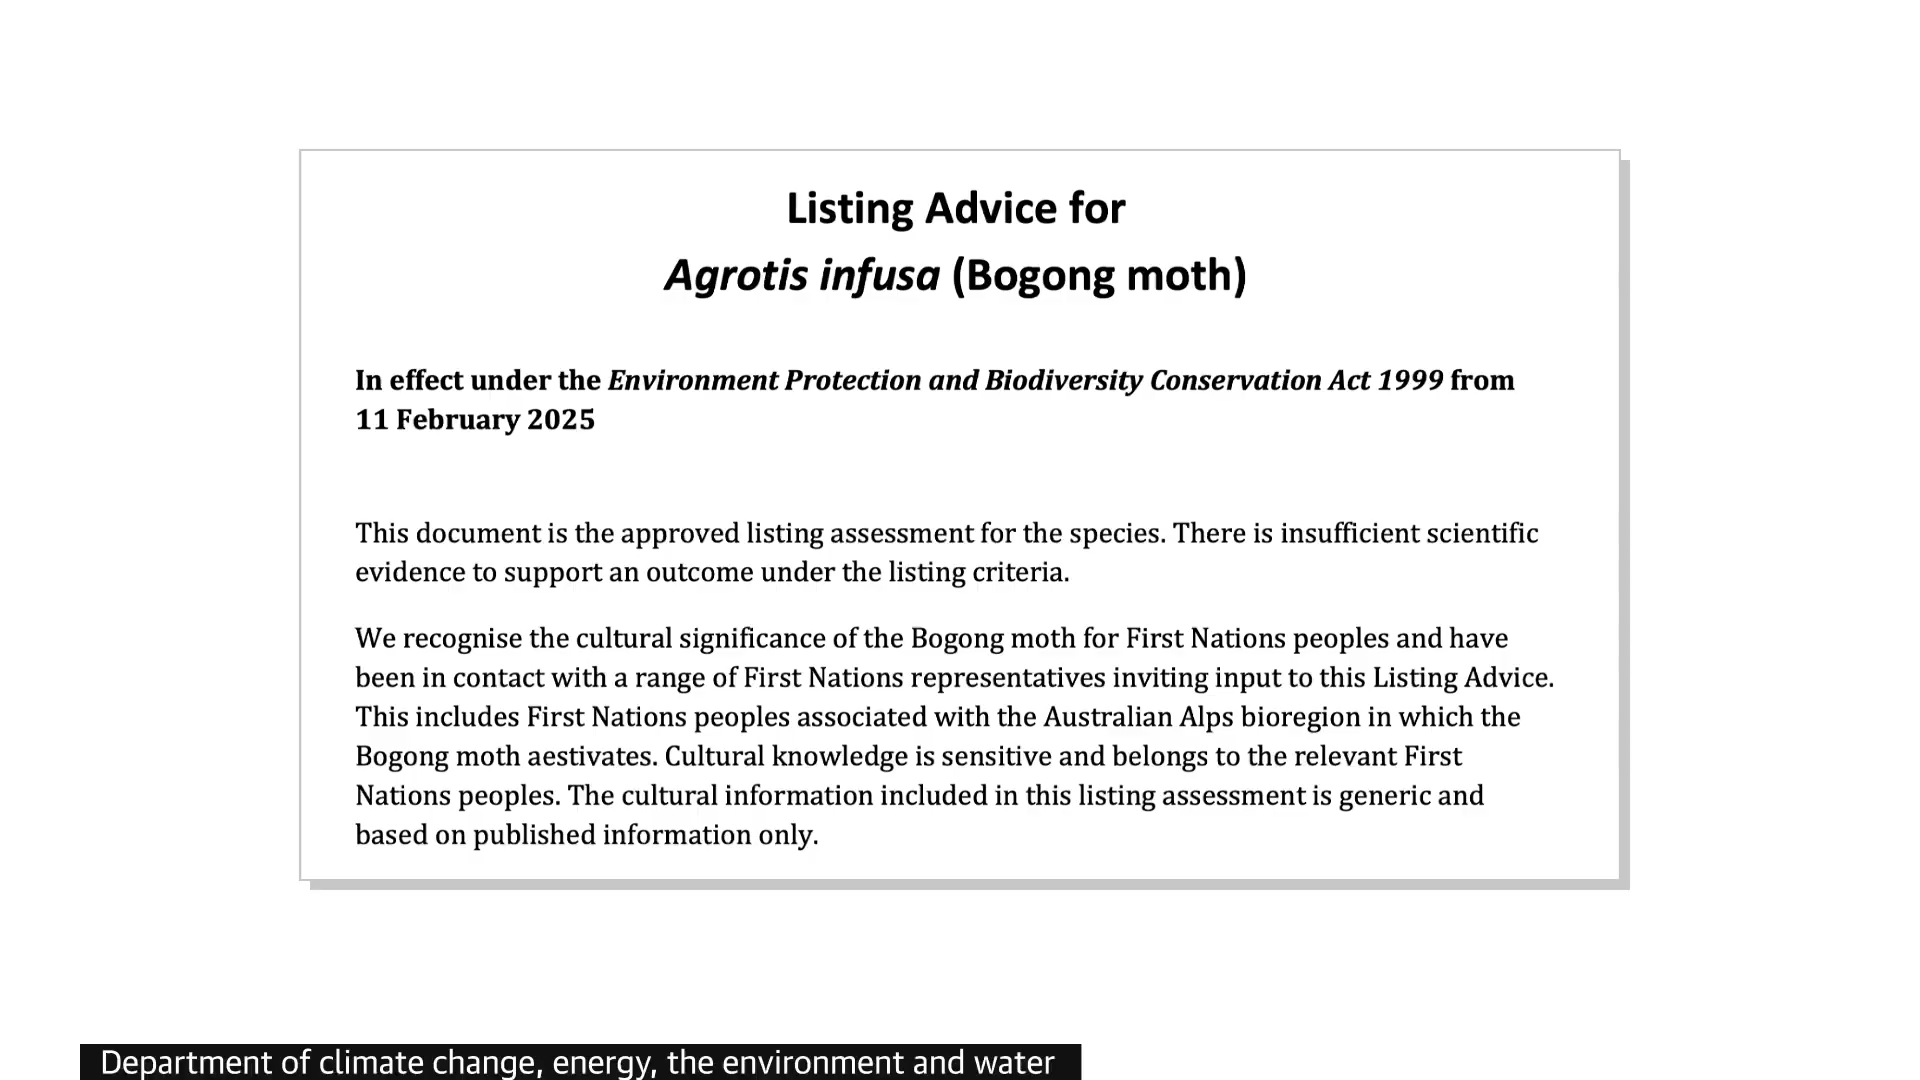 Listing Advice for
Agrotis infusa (Bogong moth)
In effect under the Environment Protection and Biodiversity Conservation Act 1999 from
11 February 2025
This document is the approved listing assessment for the species. There is insufficient scientific
evidence to support an outcome under the listing criteria.
We recognise the cultural significance of the Bogong moth for First Nations peoples and have
been in contact with a range of First Nations representatives inviting input to this Listing Advice.
This includes First Nations peoples associated with the Australian Alps bioregion in which the
Bogong moth aestivates. Cultural knowledge is sensitive and belongs to the relevant First
Nations peoples. The cultural information included in this listing assessment is generic and
based on published information only.
Department of climate change, energy, the environment and water